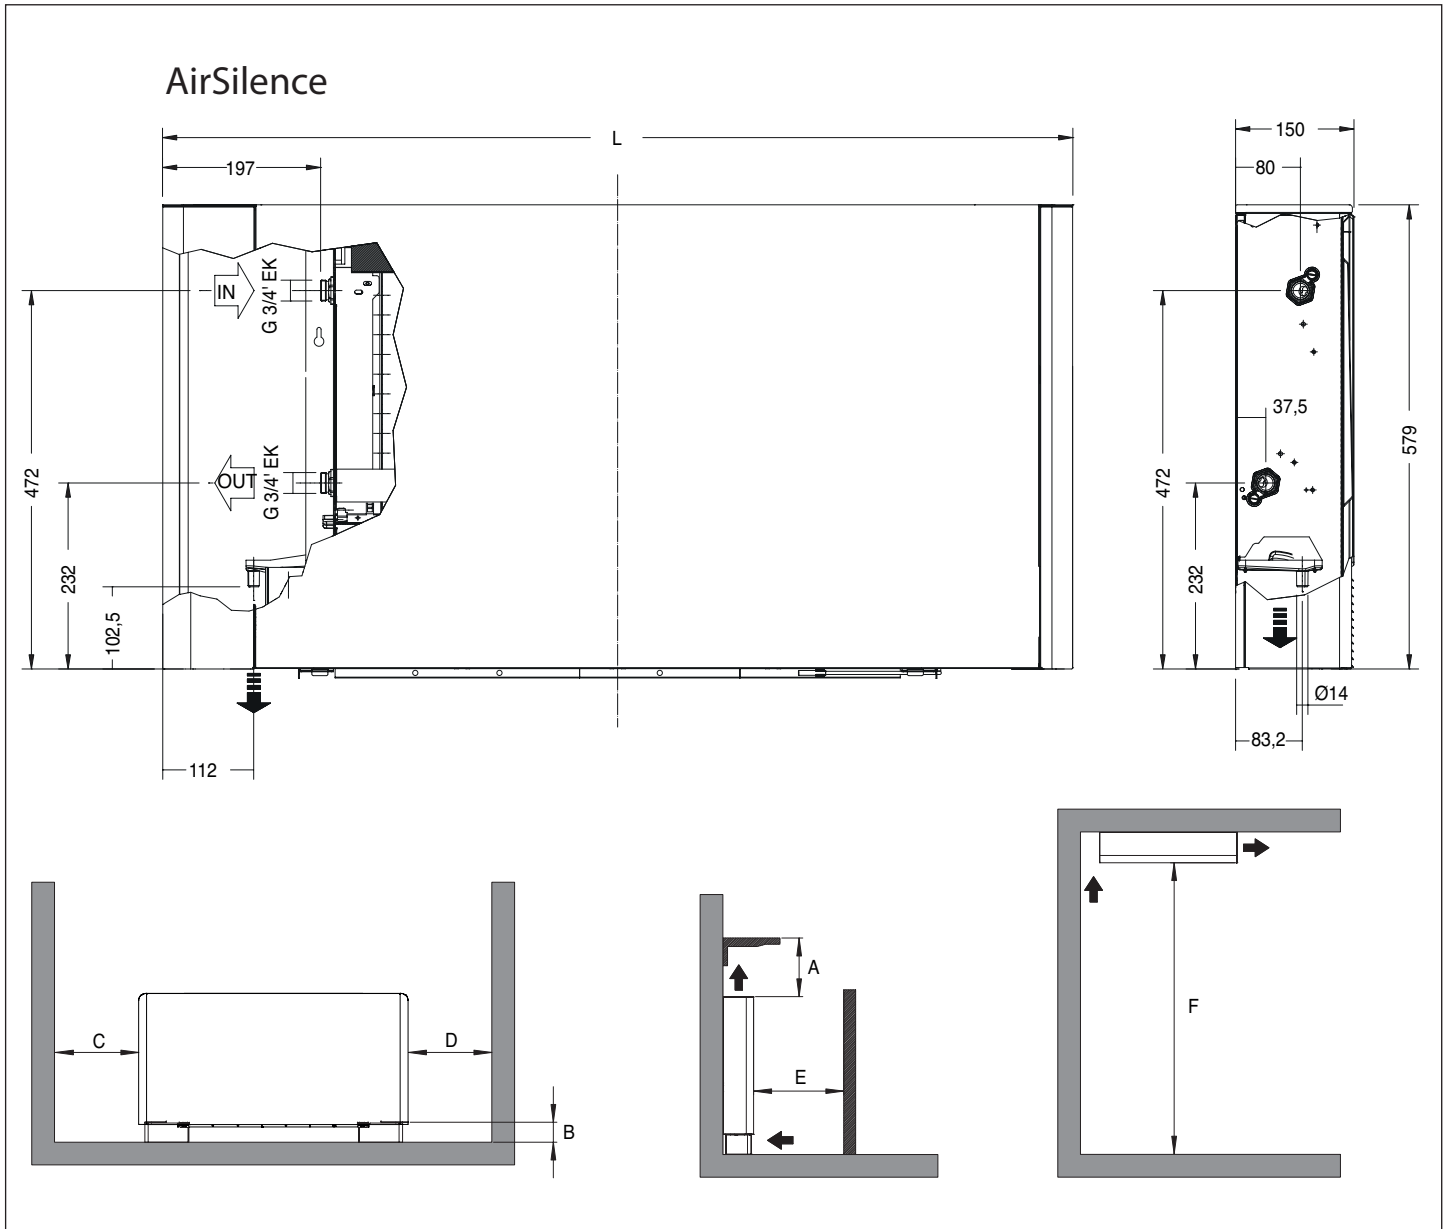 AirSilence
L
150
197
80
IN
G 3/4' EK
37,5
472
OUT
G 3/4' EK
472
579
232
102,5
232
Ø14
83,2
112
A
F
C
D
E
B